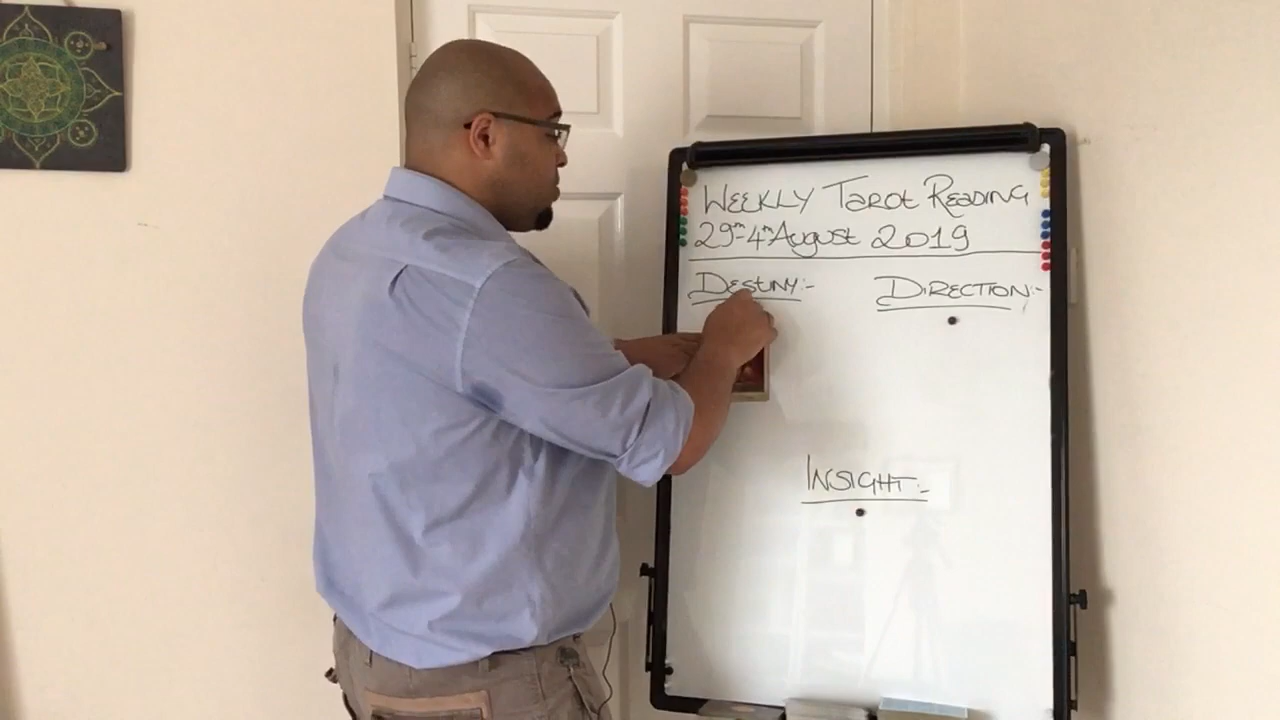 WEEKLY TAROT READING
29th-4th August 2019
DESTINY:-
DIRECTION:-
INSIGHT:-